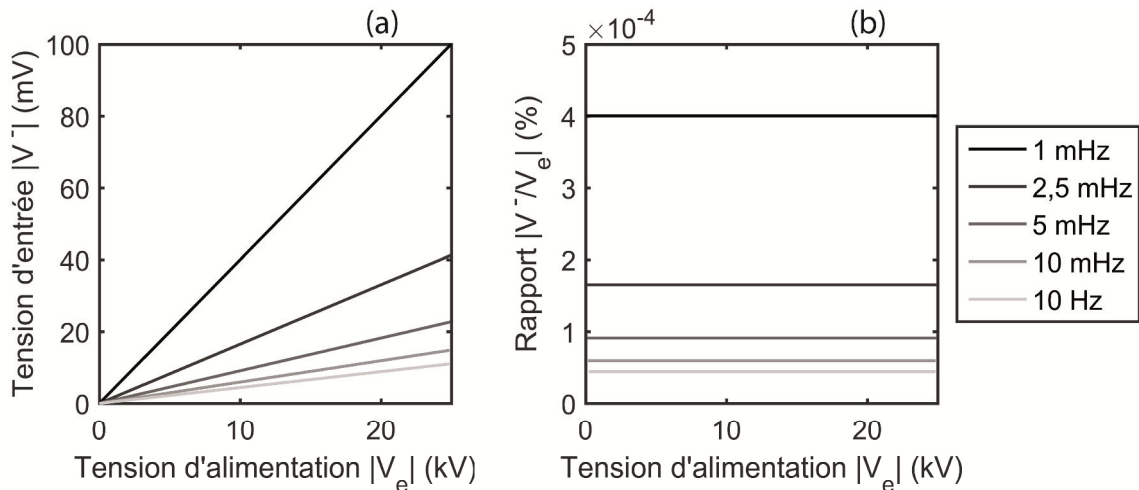 (a)
Tension d'entrée |V⁻| (mV)
100
80
60
40
20
0
0 10 20
Tension d'alimentation |Vₑ| (kV)
(b)
×10⁻⁴
Rapport |V⁻/Vₑ| (%)
5
4
3
2
1
0
0 10 20
Tension d'alimentation |Vₑ| (kV)
1 mHz
2,5 mHz
5 mHz
10 mHz
10 Hz